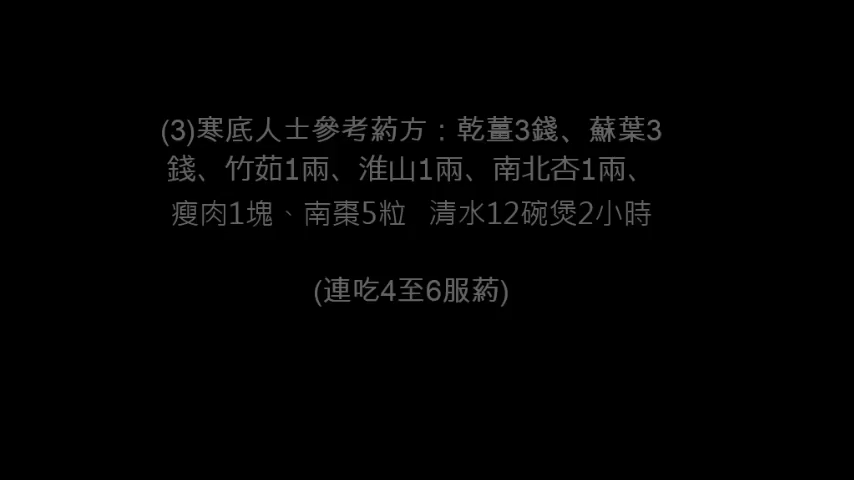 (3)寒底人士參考葯方：乾薑3錢、蘇葉3
錢、竹茹1兩、淮山1兩、南北杏1兩、
瘦肉1塊、南棗5粒 清水12碗煲2小時
(連吃4至6服葯)